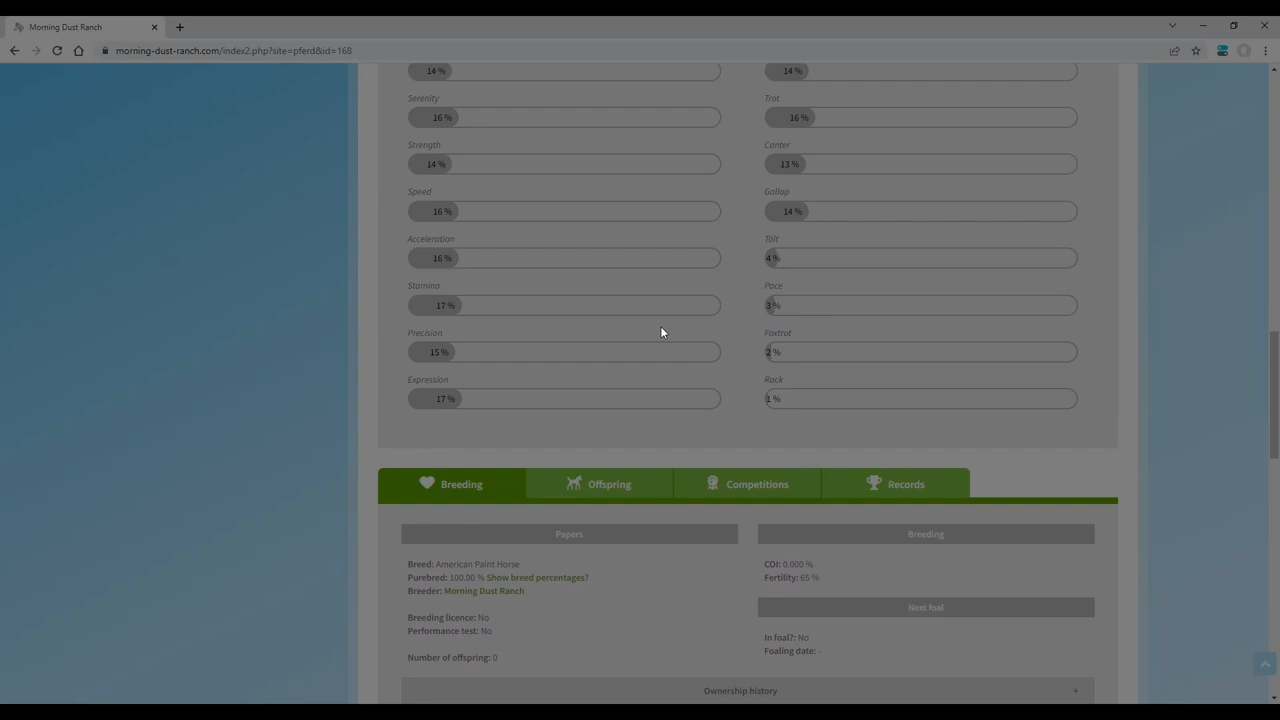 Morning Dust Ranch
morning-dust-ranch.com/index2.php?site=pferd&id=168
14 %
14 %
Serenity
Trot
16 %
16 %
Strength
Canter
14 %
13 %
Speed
Gallop
16 %
14 %
Acceleration
Tölt
16 %
4 %
Stamina
Pace
17 %
3 %
Precision
Foxtrot
15 %
2 %
Expression
Rack
17 %
1 %
Breeding
Offspring
Competitions
Records
Papers
Breed: American Paint Horse
Purebred: 100.00 % Show breed percentages?
Breeder: Morning Dust Ranch
Breeding licence: No
Performance test: No
Number of offspring: 0
Breeding
COI: 0.000 %
Fertility: 65 %
Next foal
In foal?: No
Foaling date: -
Ownership history +